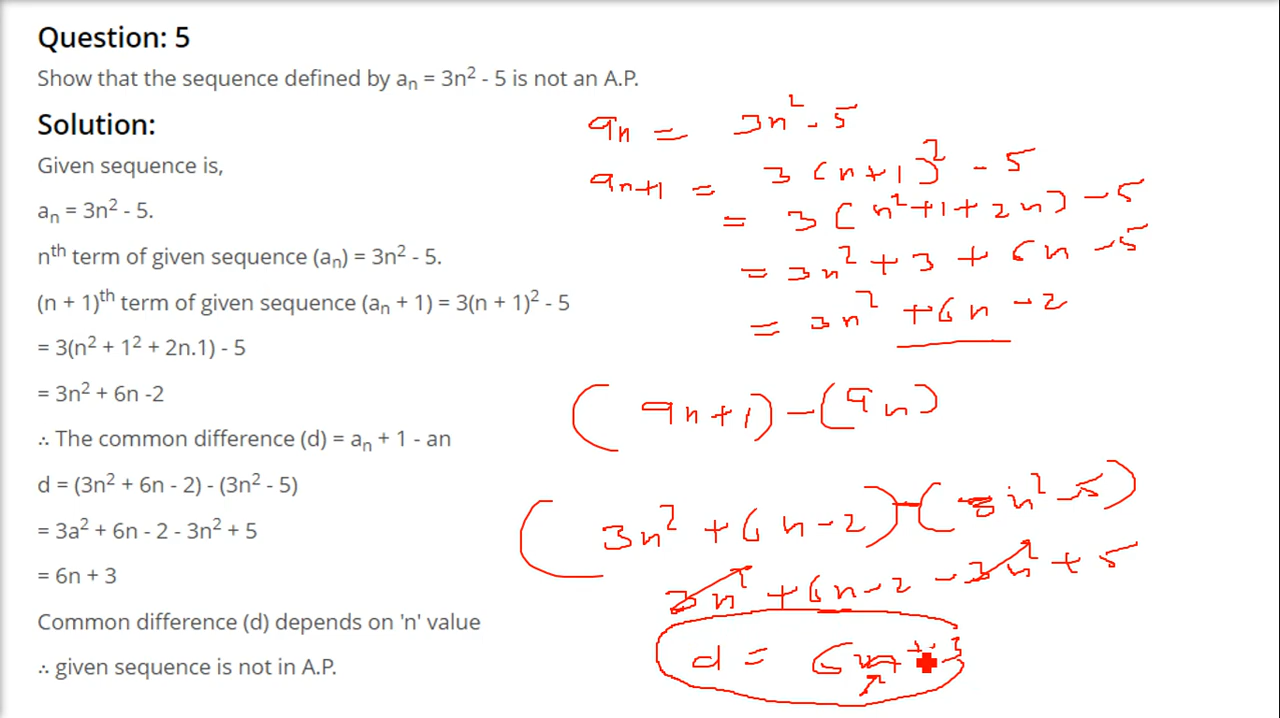 Question: 5
Show that the sequence defined by aₙ = 3n² - 5 is not an A.P.
Solution:
Given sequence is,
aₙ = 3n² - 5.
nᵗʰ term of given sequence (aₙ) = 3n² - 5.
(n + 1)ᵗʰ term of given sequence (aₙ + 1) = 3(n + 1)² - 5
= 3(n² + 1² + 2n.1) - 5
= 3n² + 6n -2
∴ The common difference (d) = aₙ + 1 - an
d = (3n² + 6n - 2) - (3n² - 5)
= 3a² + 6n - 2 - 3n² + 5
= 6n + 3
Common difference (d) depends on 'n' value
∴ given sequence is not in A.P.
aₙ = 3n² - 5
aₙ₊₁ = 3(n+1)² - 5
= 3(n²+1+2n) - 5
= 3n² + 3 + 6n - 5
= 3n² + 6n - 2
(aₙ+1) - (aₙ)
(3n² + 6n - 2) - (3n² - 5)
3n² + 6n - 2 - 3n² + 5
d = 6n + 3